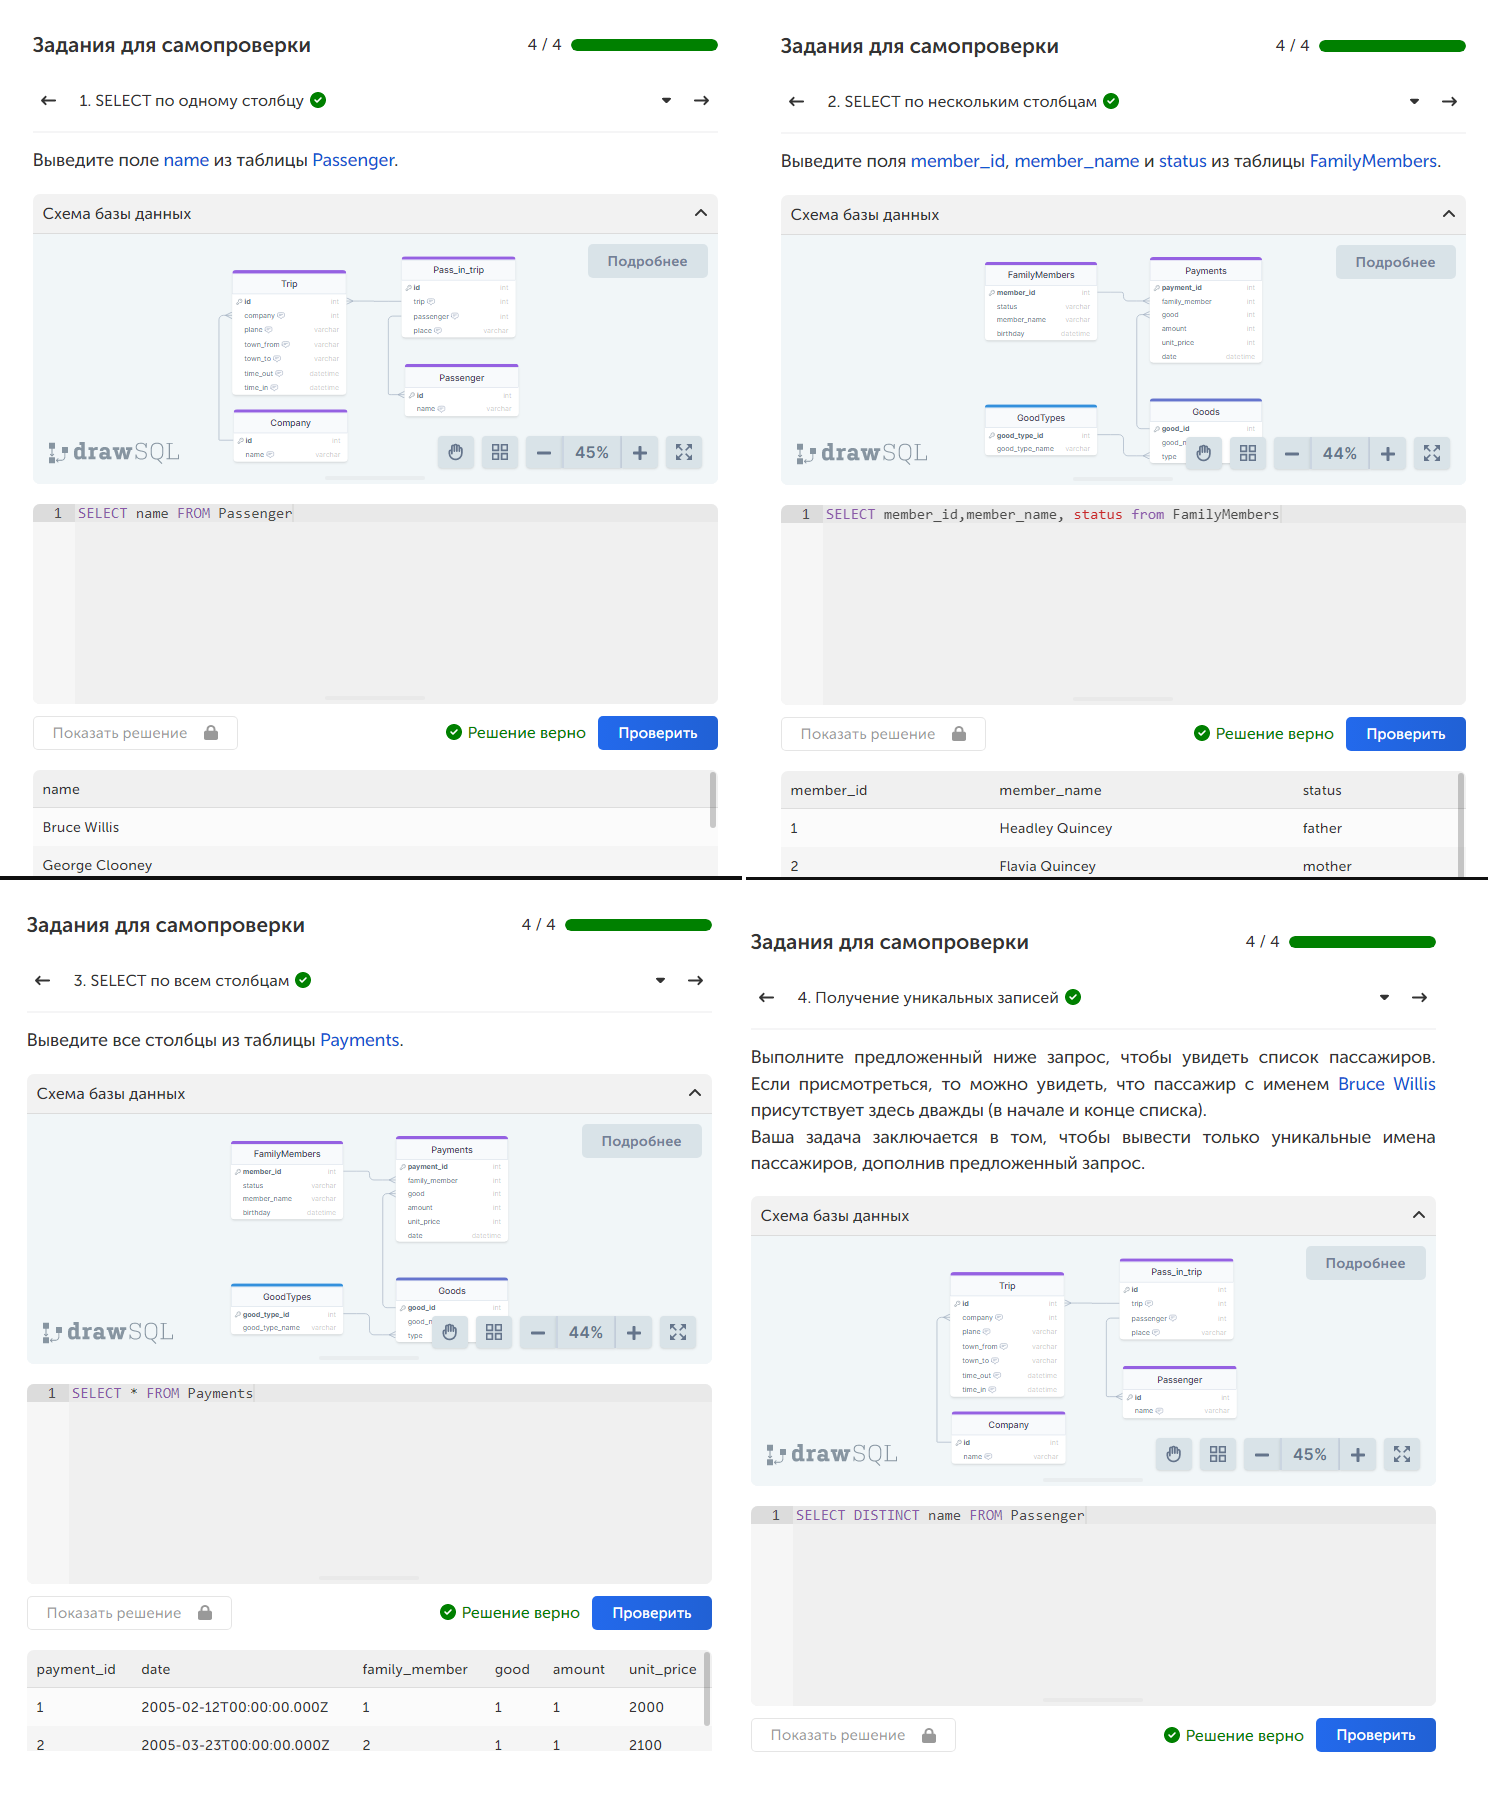 Задания для самопроверки
4 / 4
1. SELECT по одному столбцу
Выведите поле name из таблицы Passenger.
Схема базы данных
Подробнее
Trip
id int
company int
plane varchar
town_from varchar
town_to varchar
time_out datetime
time_in datetime
Pass_in_trip
id int
trip int
passenger int
place varchar
Passenger
id int
name varchar
Company
id int
name varchar
drawSQL
45%
1 SELECT name FROM Passenger
Показать решение
Решение верно
Проверить
name
Bruce Willis
George Clooney
Задания для самопроверки
4 / 4
2. SELECT по нескольким столбцам
Выведите поля member_id, member_name и status из таблицы FamilyMembers.
Схема базы данных
Подробнее
FamilyMembers
member_id int
status varchar
member_name varchar
birthday datetime
Payments
payment_id int
family_member int
good int
amount int
unit_price int
date datetime
GoodTypes
good_type_id int
good_type_name varchar
Goods
good_id int
good_n
type
drawSQL
44%
1 SELECT member_id,member_name, status from FamilyMembers
Показать решение
Решение верно
Проверить
member_id member_name status
1 Headley Quincey father
2 Flavia Quincey mother
Задания для самопроверки
4 / 4
3. SELECT по всем столбцам
Выведите все столбцы из таблицы Payments.
Схема базы данных
Подробнее
FamilyMembers
member_id int
status varchar
member_name varchar
birthday datetime
Payments
payment_id int
family_member int
good int
amount int
unit_price int
date datetime
GoodTypes
good_type_id int
good_type_name varchar
Goods
good_id int
good_n
type
drawSQL
44%
1 SELECT * FROM Payments
Показать решение
Решение верно
Проверить
payment_id date family_member good amount unit_price
1 2005-02-12T00:00:00.000Z 1 1 1 2000
2 2005-03-23T00:00:00.000Z 2 1 1 2100
Задания для самопроверки
4 / 4
4. Получение уникальных записей
Выполните предложенный ниже запрос, чтобы увидеть список пассажиров.
Если присмотреться, то можно увидеть, что пассажир с именем Bruce Willis
присутствует здесь дважды (в начале и конце списка).
Ваша задача заключается в том, чтобы вывести только уникальные имена
пассажиров, дополнив предложенный запрос.
Схема базы данных
Подробнее
Trip
id int
company int
plane varchar
town_from varchar
town_to varchar
time_out datetime
time_in datetime
Pass_in_trip
id int
trip int
passenger int
place varchar
Passenger
id int
name varchar
Company
id int
name varchar
drawSQL
45%
1 SELECT DISTINCT name FROM Passenger
Показать решение
Решение верно
Проверить